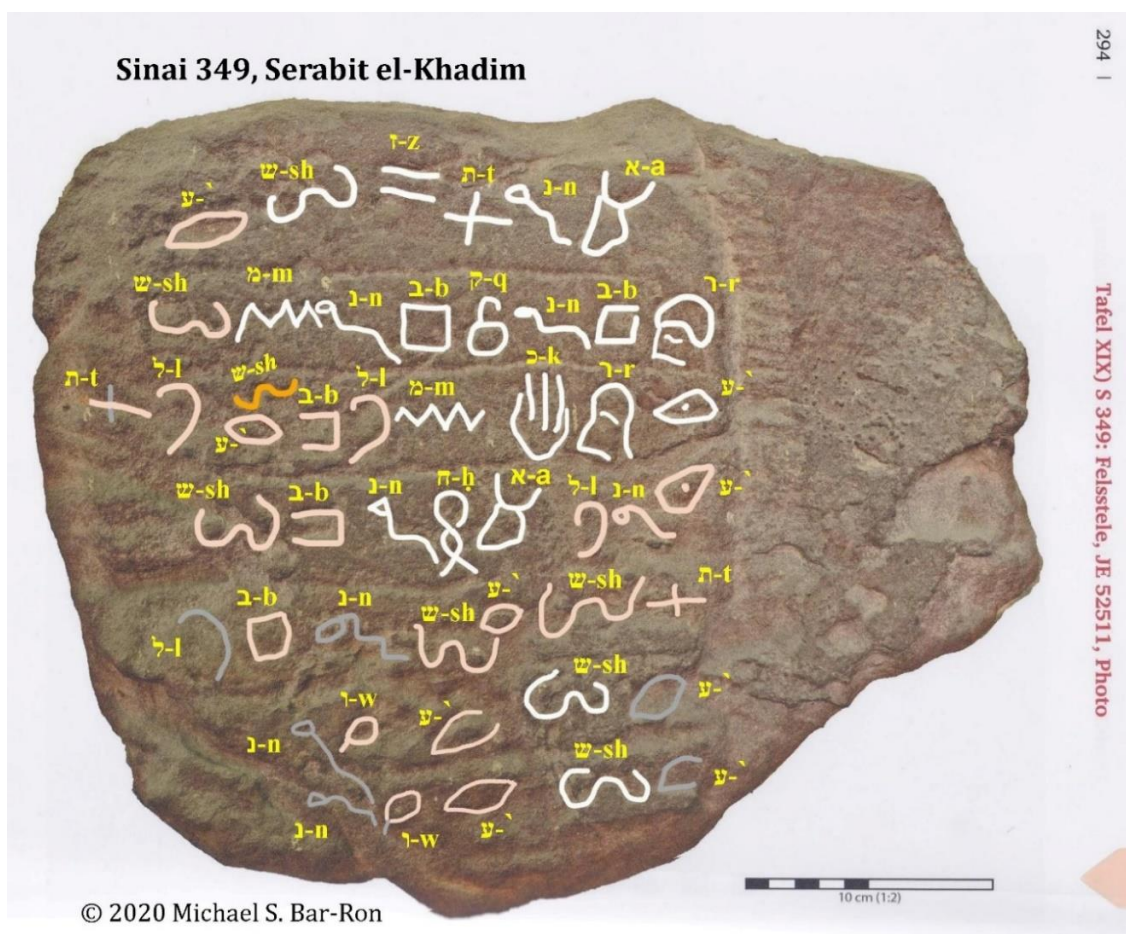 Sinai 349, Serabit el-Khadim
א-a נ-n ת-t ז-z ש-sh ע-`
ר-r ב-b נ-n ק-q ב-b נ-n מ-m ש-sh
ע-` ר-r כ-k מ-m ל-l ב-b ש-sh ע-` ל-l ת-t
ע-` נ-n ל-l א-a ח-ḥ נ-n ב-b ש-sh
ת-t ש-sh ע-` ש-sh נ-n ב-b ל-l
ע-` ש-sh ע-` ו-w נ-n
ע-` ש-sh ע-` ו-w נ-n
10 cm (1:2)
© 2020 Michael S. Bar-Ron
294 |
Tafel XIX) S 349: Felsstele, JE 52511, Photo